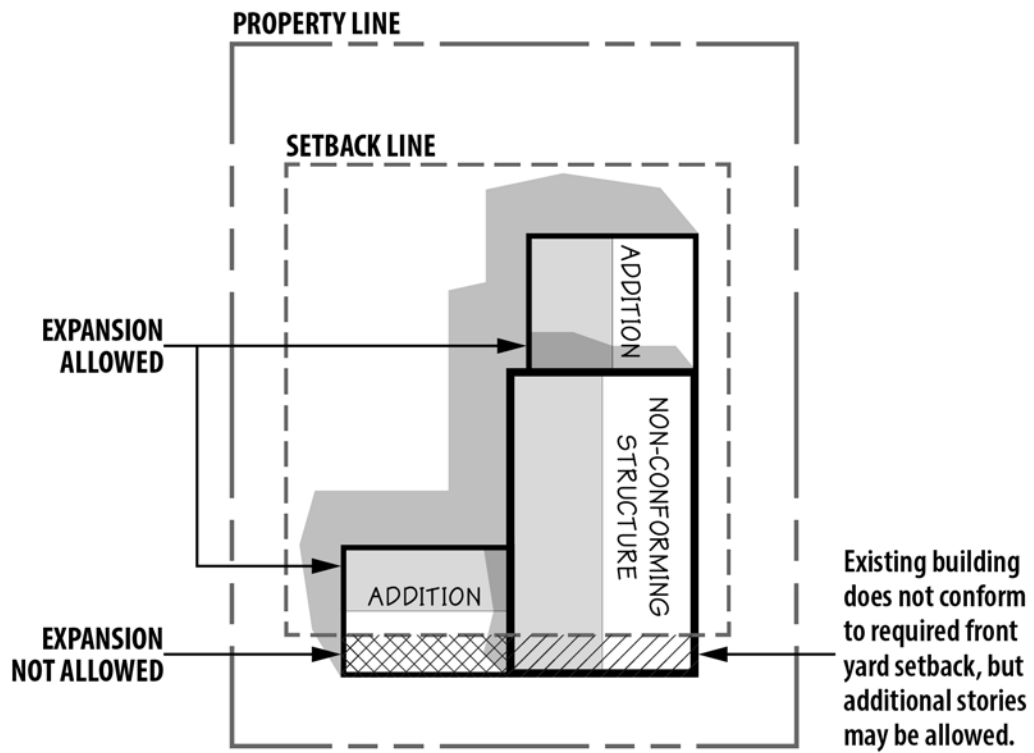 PROPERTY LINE
SETBACK LINE
ADDITION
EXPANSION
ALLOWED
NON-CONFORMING
STRUCTURE
ADDITION
EXPANSION
NOT ALLOWED
Existing building
does not conform
to required front
yard setback, but
additional stories
may be allowed.